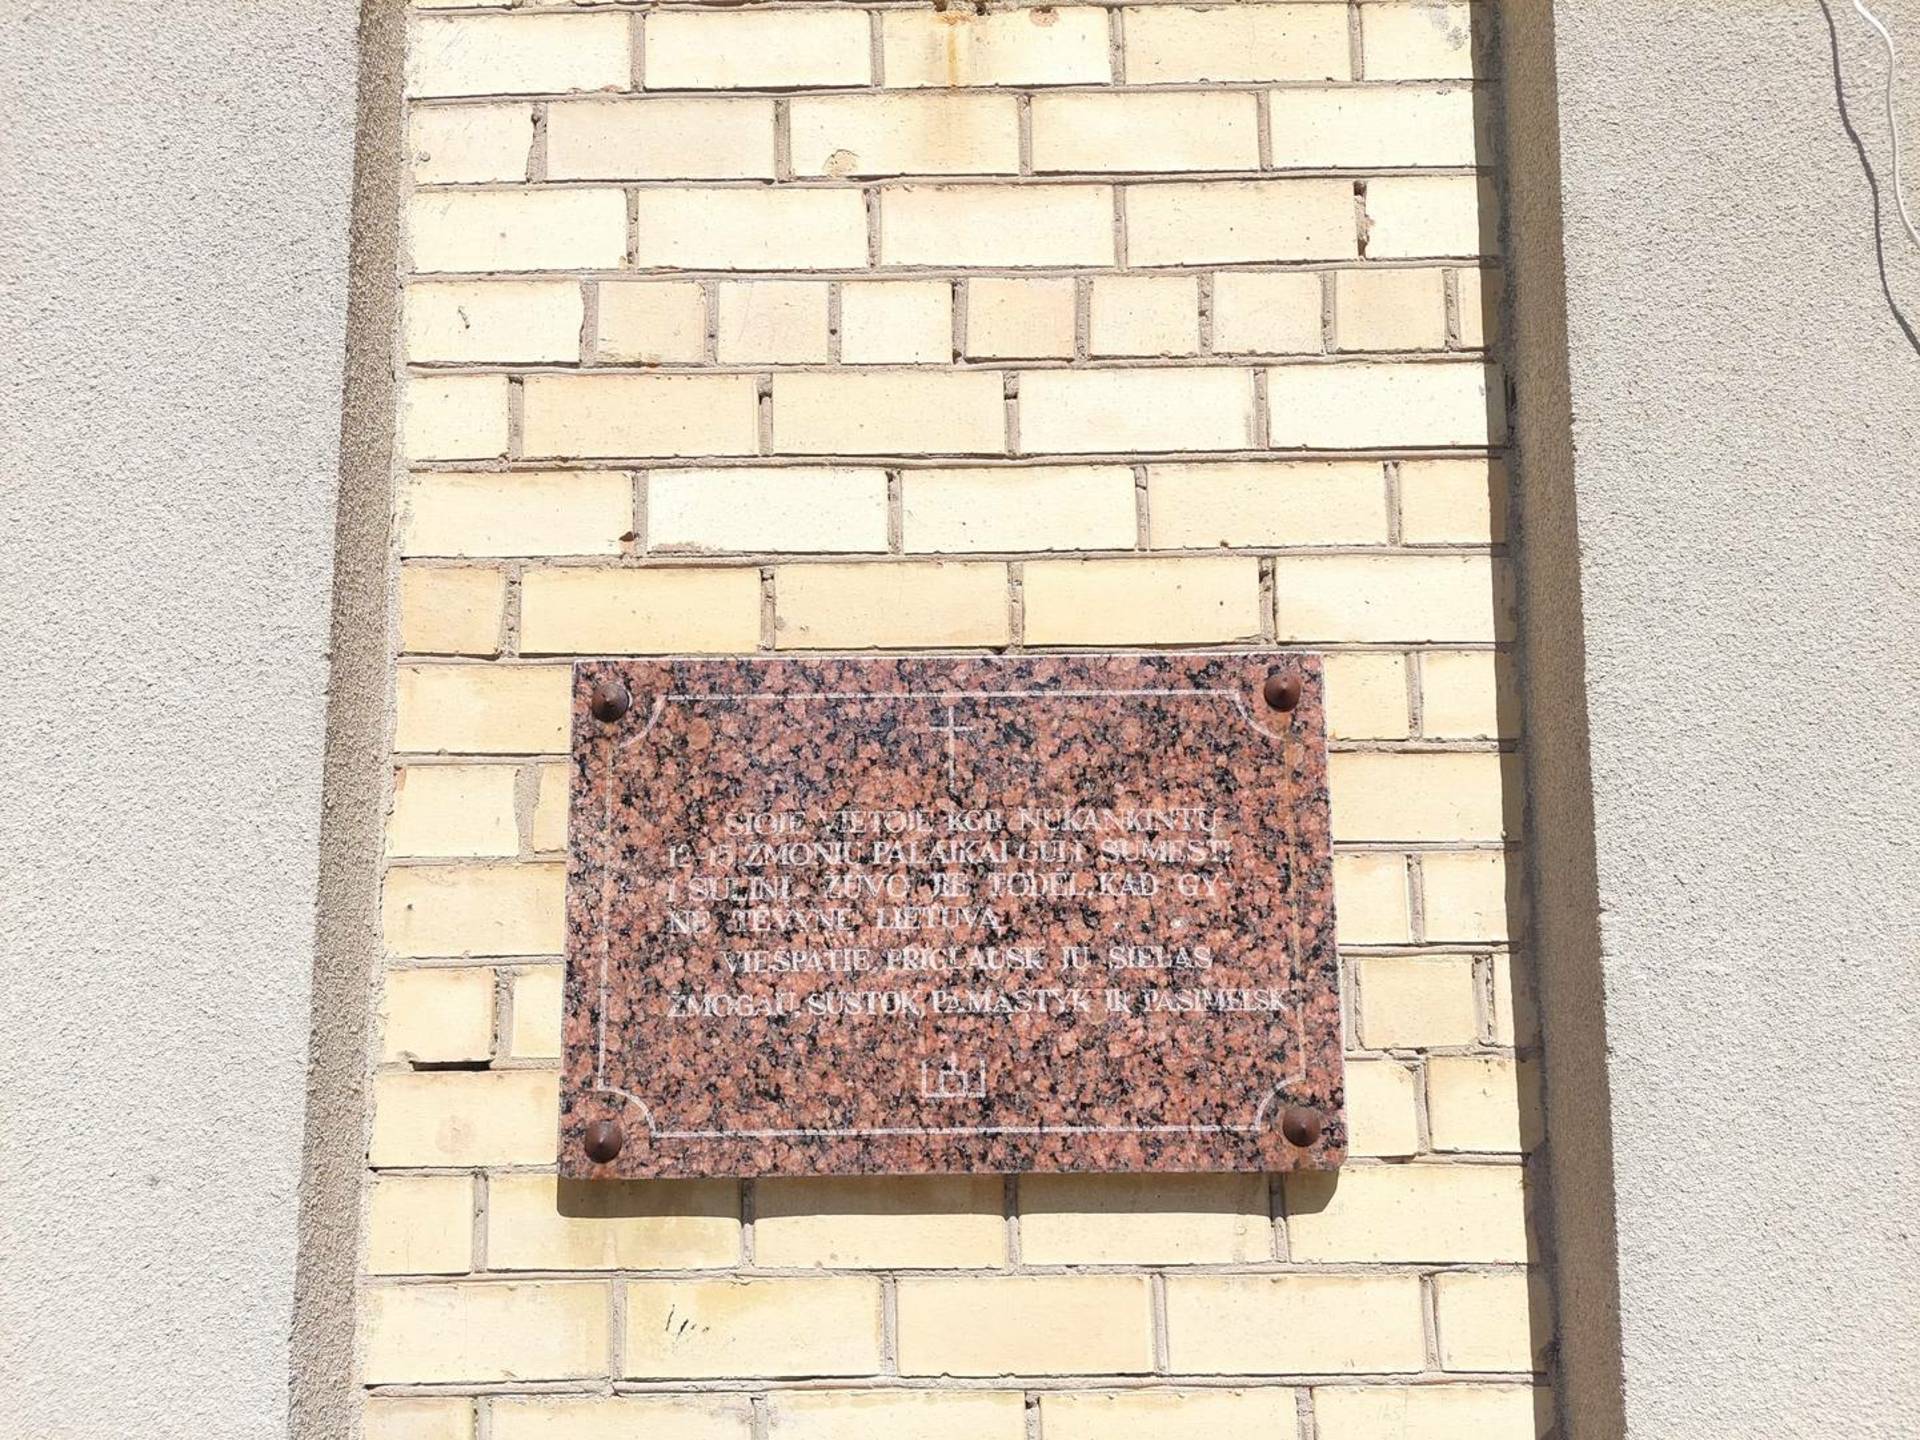 ŠIOJE VIETOJE KGB NUKANKINTŲ
12-15 ŽMONIŲ PALAIKAI GULI SUMESTI
Į ŠULINĮ. ŽUVO JIE TODĖL, KAD GY-
NĖ TĖVYNĘ LIETUVĄ.
VIEŠPATIE, PRIGLAUSK JŲ SIELAS
ŽMOGAU, SUSTOK, PAMĄSTYK IR PASIMELSK